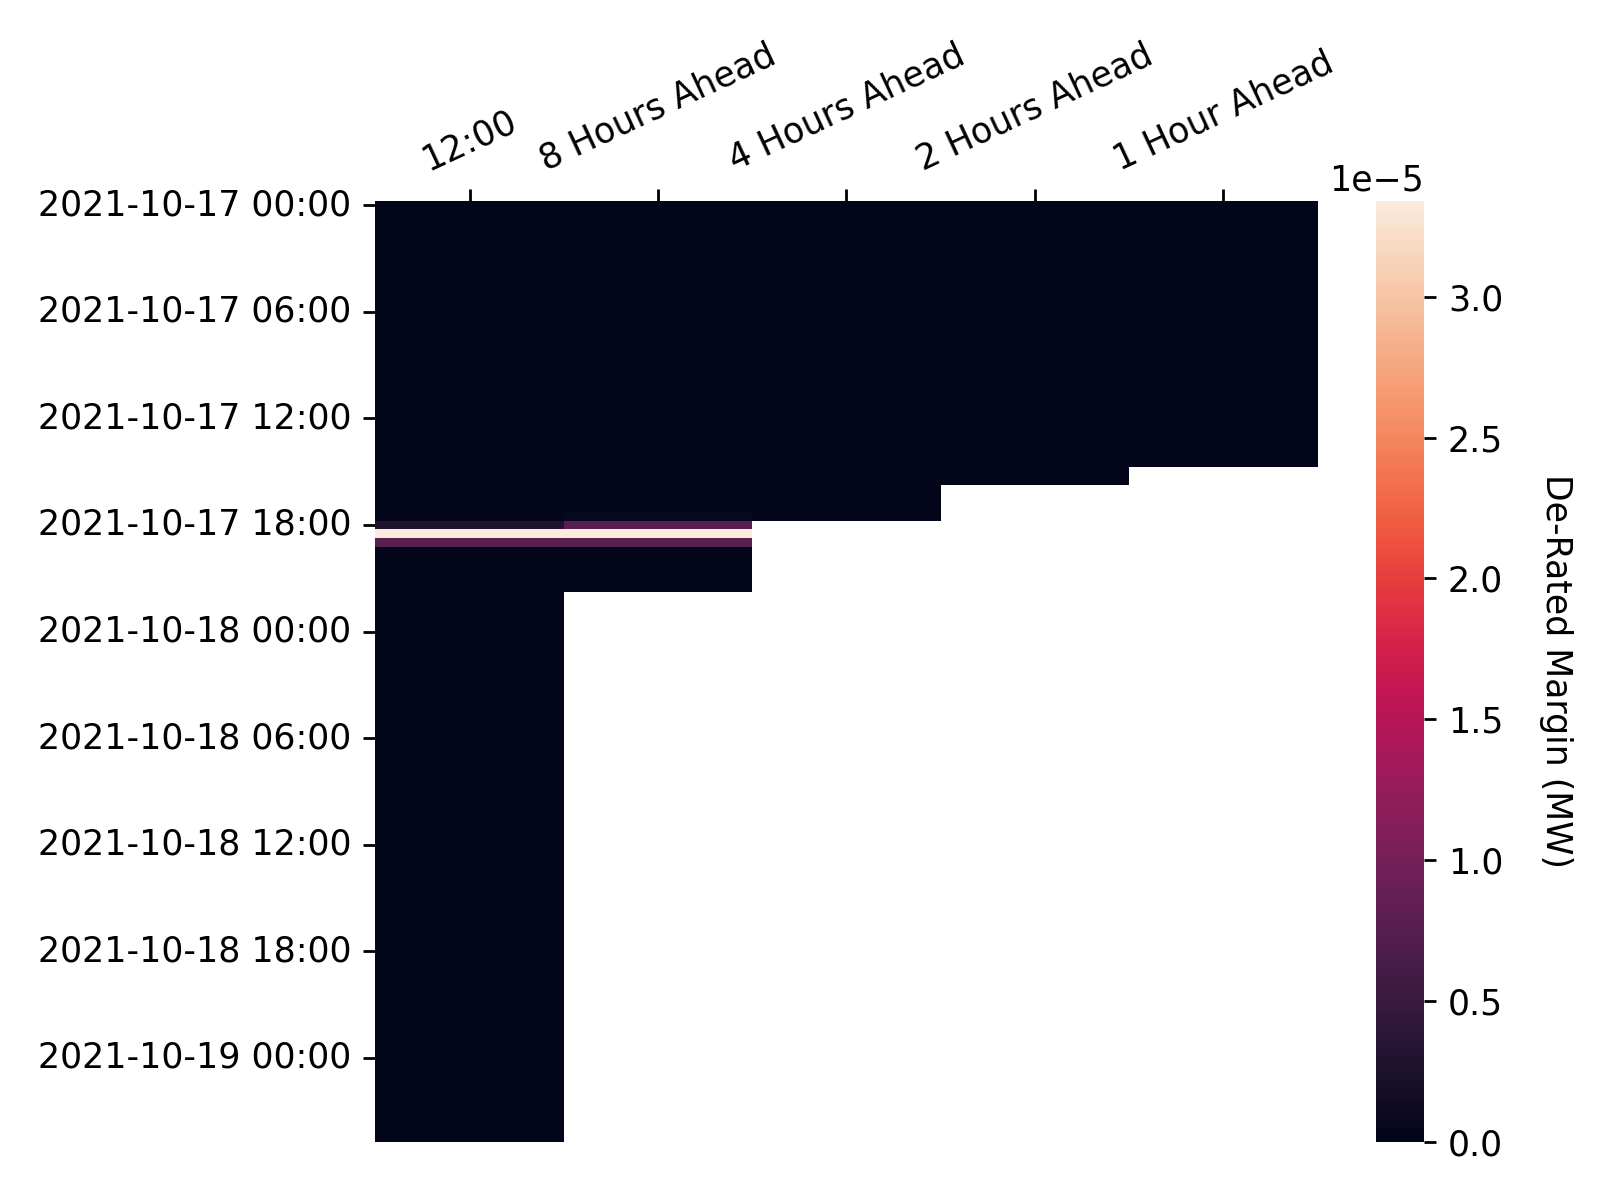 12:00
8 Hours Ahead
4 Hours Ahead
2 Hours Ahead
1 Hour Ahead
1e−5
2021-10-17 00:00
2021-10-17 06:00
2021-10-17 12:00
2021-10-17 18:00
2021-10-18 00:00
2021-10-18 06:00
2021-10-18 12:00
2021-10-18 18:00
2021-10-19 00:00
3.0
2.5
2.0
1.5
1.0
0.5
0.0
De-Rated Margin (MW)